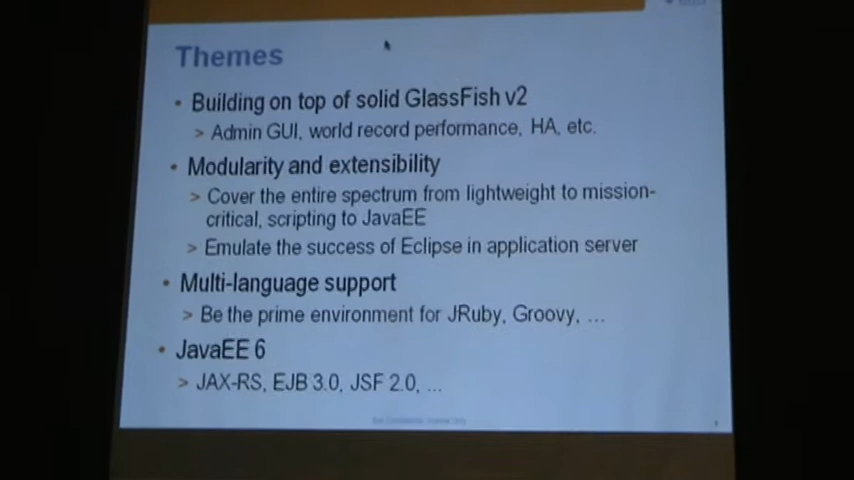 Themes
• Building on top of solid GlassFish v2
> Admin GUI, world record performance, HA, etc.
• Modularity and extensibility
> Cover the entire spectrum from lightweight to mission-
critical, scripting to JavaEE
> Emulate the success of Eclipse in application server
• Multi-language support
> Be the prime environment for JRuby, Groovy, ...
• JavaEE 6
> JAX-RS, EJB 3.0, JSF 2.0, ...